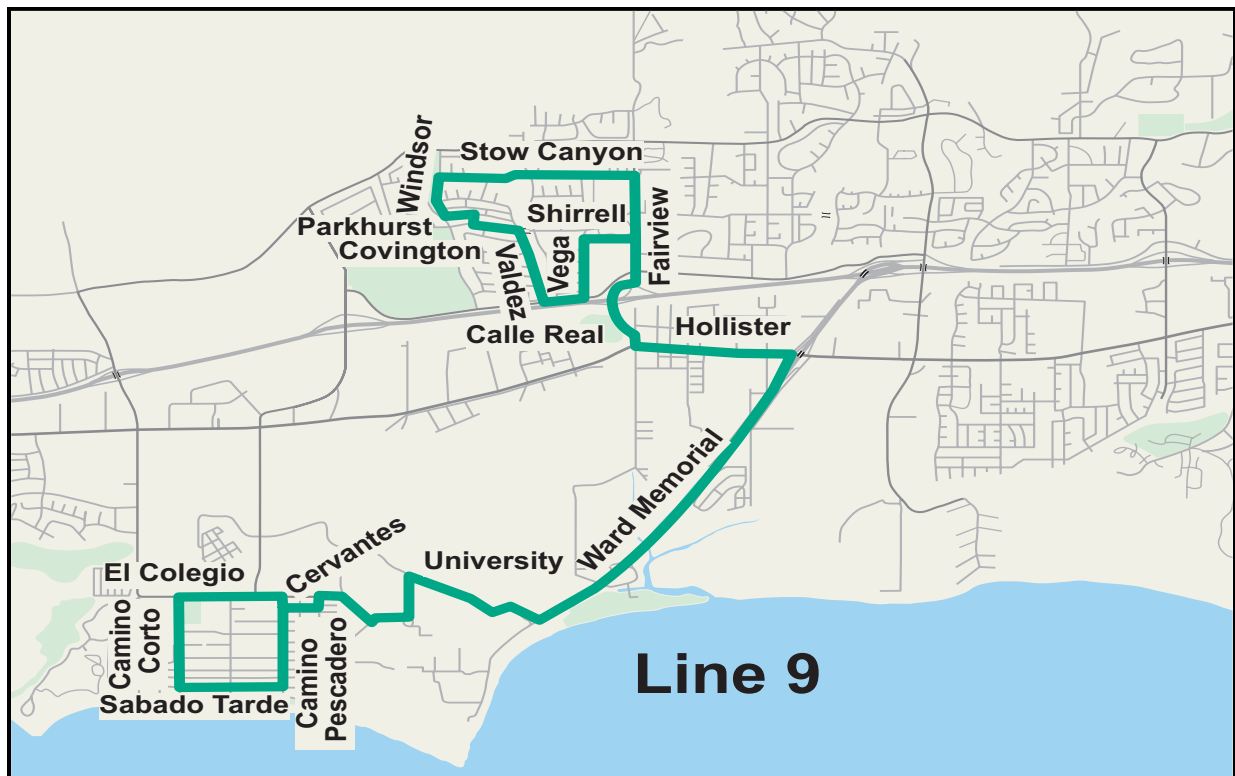 Windsor
Stow Canyon
Shirrell
Parkhurst
Covington
Valdez
Vega
Fairview
Calle Real
Hollister
Ward Memorial
University
Cervantes
El Colegio
Camino
Corto
Camino
Pescadero
Sabado Tarde
Line 9